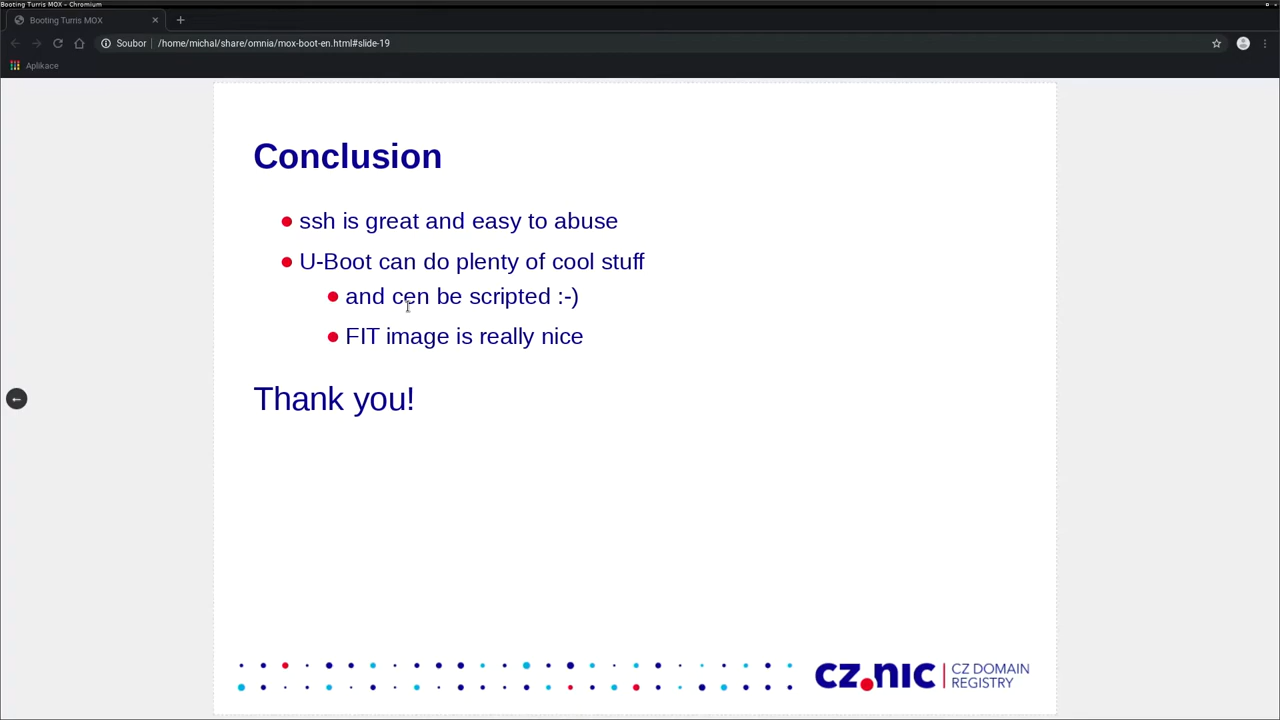 Booting Turris MOX – Chromium
Booting Turris MOX
Soubor
/home/michal/share/omnia/mox-boot-en.html#slide-19
Aplikace
Conclusion
ssh is great and easy to abuse
U-Boot can do plenty of cool stuff
and cen be scripted :-)
FIT image is really nice
Thank you!
cz.nic
CZ DOMAIN
REGISTRY